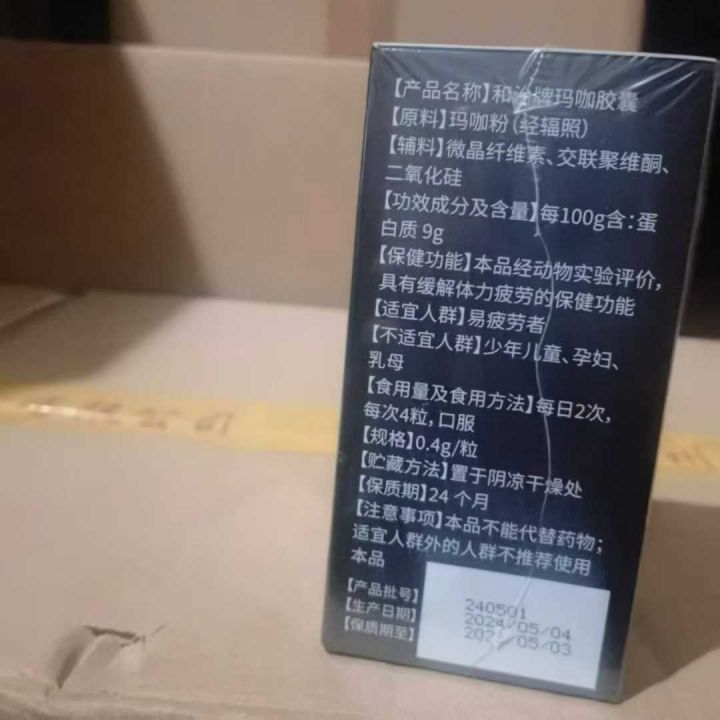 【产品名称】和治牌玛咖胶囊
【原料】玛咖粉(经辐照)
【辅料】微晶纤维素、交联聚维酮、
二氧化硅
【功效成分及含量】每100g含:蛋
白质 9g
【保健功能】本品经动物实验评价,
具有缓解体力疲劳的保健功能
【适宜人群】易疲劳者
【不适宜人群】少年儿童、孕妇、
乳母
【食用量及食用方法】每日2次,
每次4粒,口服
【规格】0.4g/粒
【贮藏方法】置于阴凉干燥处
【保质期】24 个月
【注意事项】本品不能代替药物;
适宜人群外的人群不推荐使用
本品
【产品批号】 240501
【生产日期】 2024/05/04
【保质期至】 /05/03